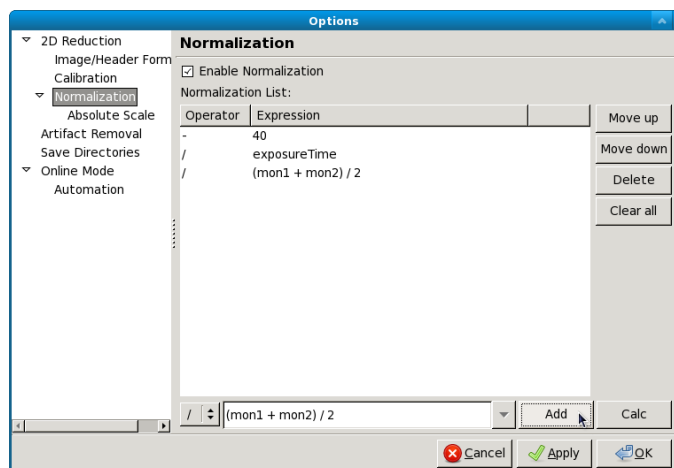 Options
2D Reduction
Image/Header Form
Calibration
Normalization
Absolute Scale
Artifact Removal
Save Directories
Online Mode
Automation
Normalization
Enable Normalization
Normalization List:
Operator Expression
- 40
/ exposureTime
/ (mon1 + mon2) / 2
Move up
Move down
Delete
Clear all
/ (mon1 + mon2) / 2 Add Calc
Cancel Apply OK